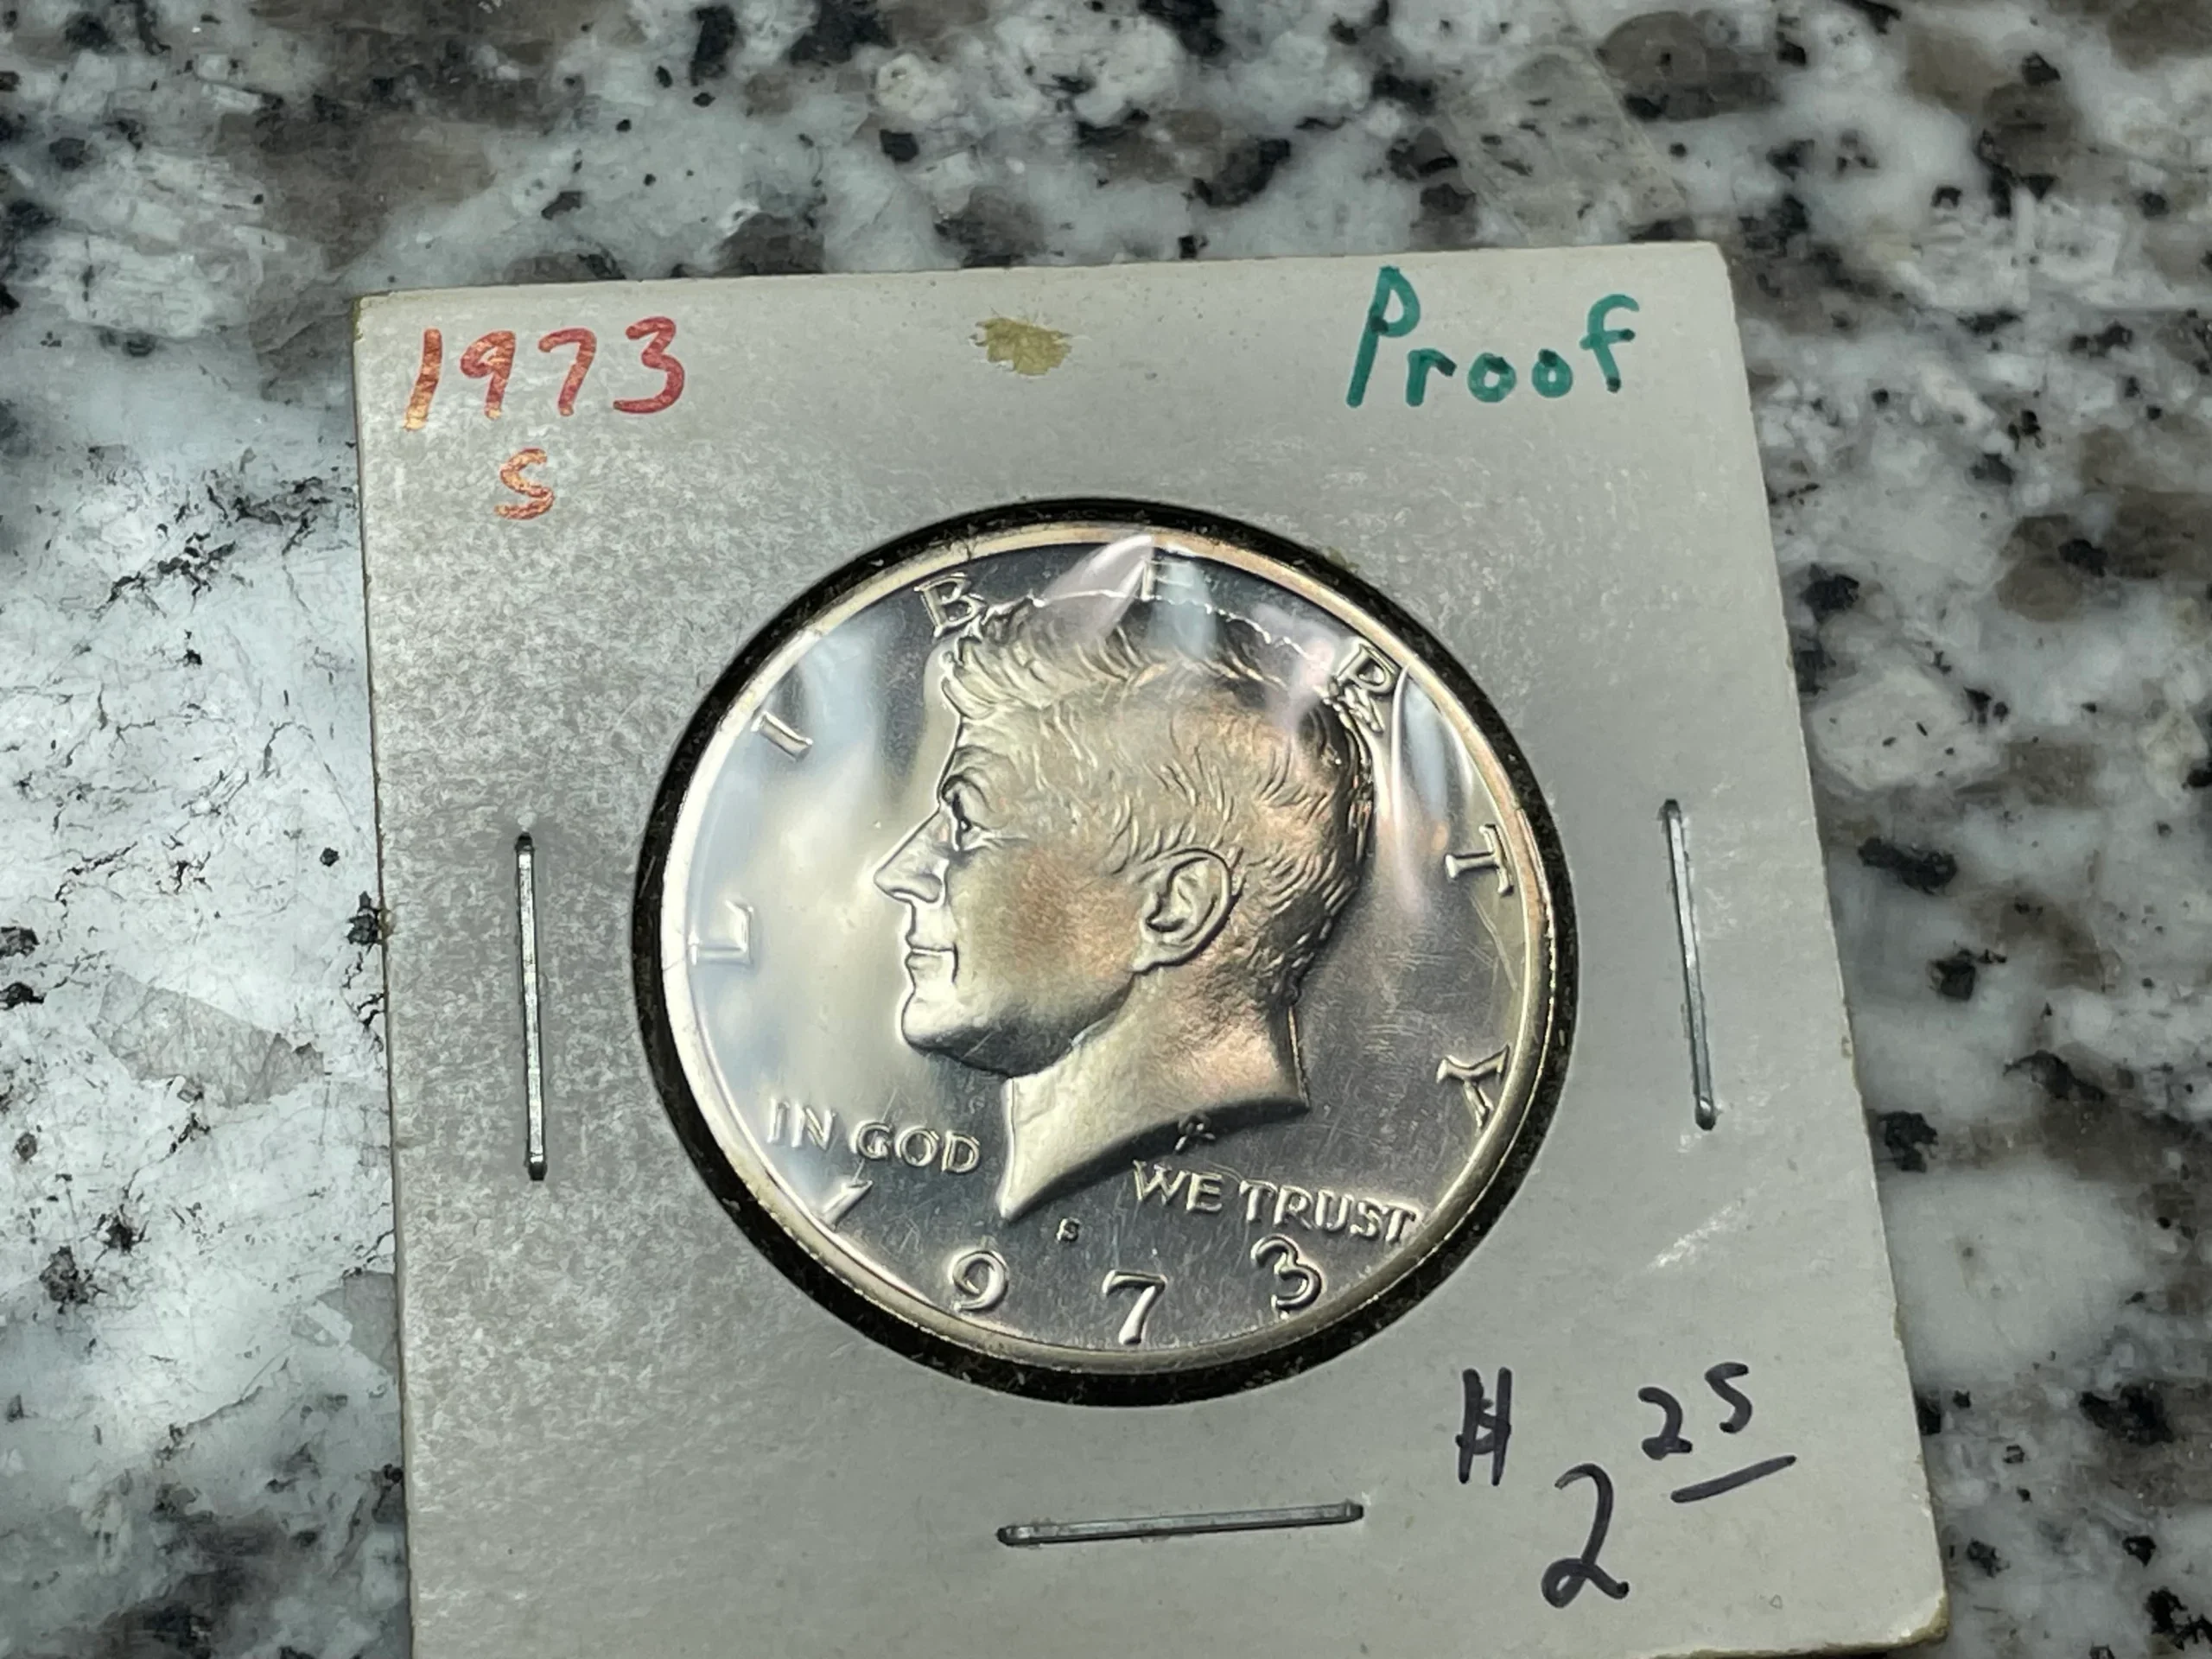 1973
S
Proof
LIBERTY
IN GOD WE TRUST
S
1973
$2 25